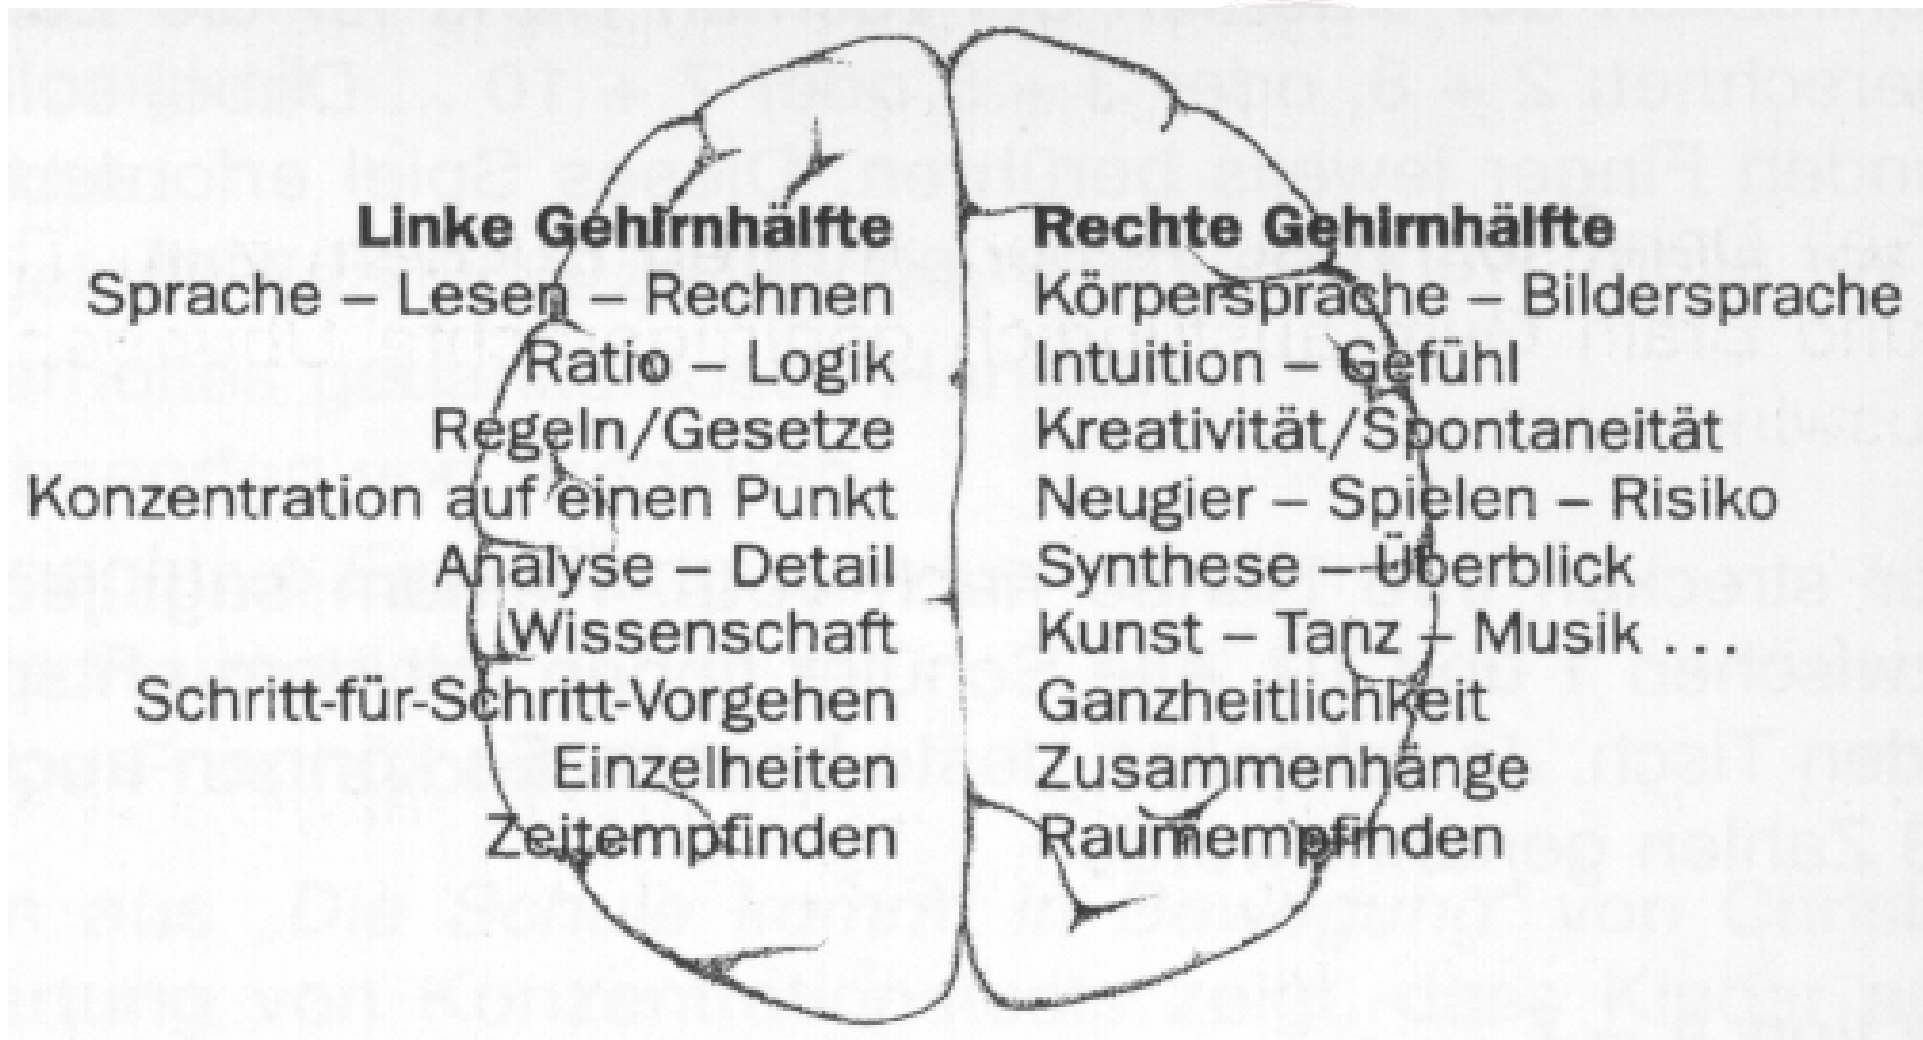 Linke Gehirnhälfte
Sprache – Lesen – Rechnen
Ratio – Logik
Regeln/Gesetze
Konzentration auf einen Punkt
Analyse – Detail
Wissenschaft
Schritt-für-Schritt-Vorgehen
Einzelheiten
Zeitempfinden
Rechte Gehirnhälfte
Körpersprache – Bildersprache
Intuition – Gefühl
Kreativität/Spontaneität
Neugier – Spielen – Risiko
Synthese – Überblick
Kunst – Tanz – Musik ...
Ganzheitlichkeit
Zusammenhänge
Raumempfinden